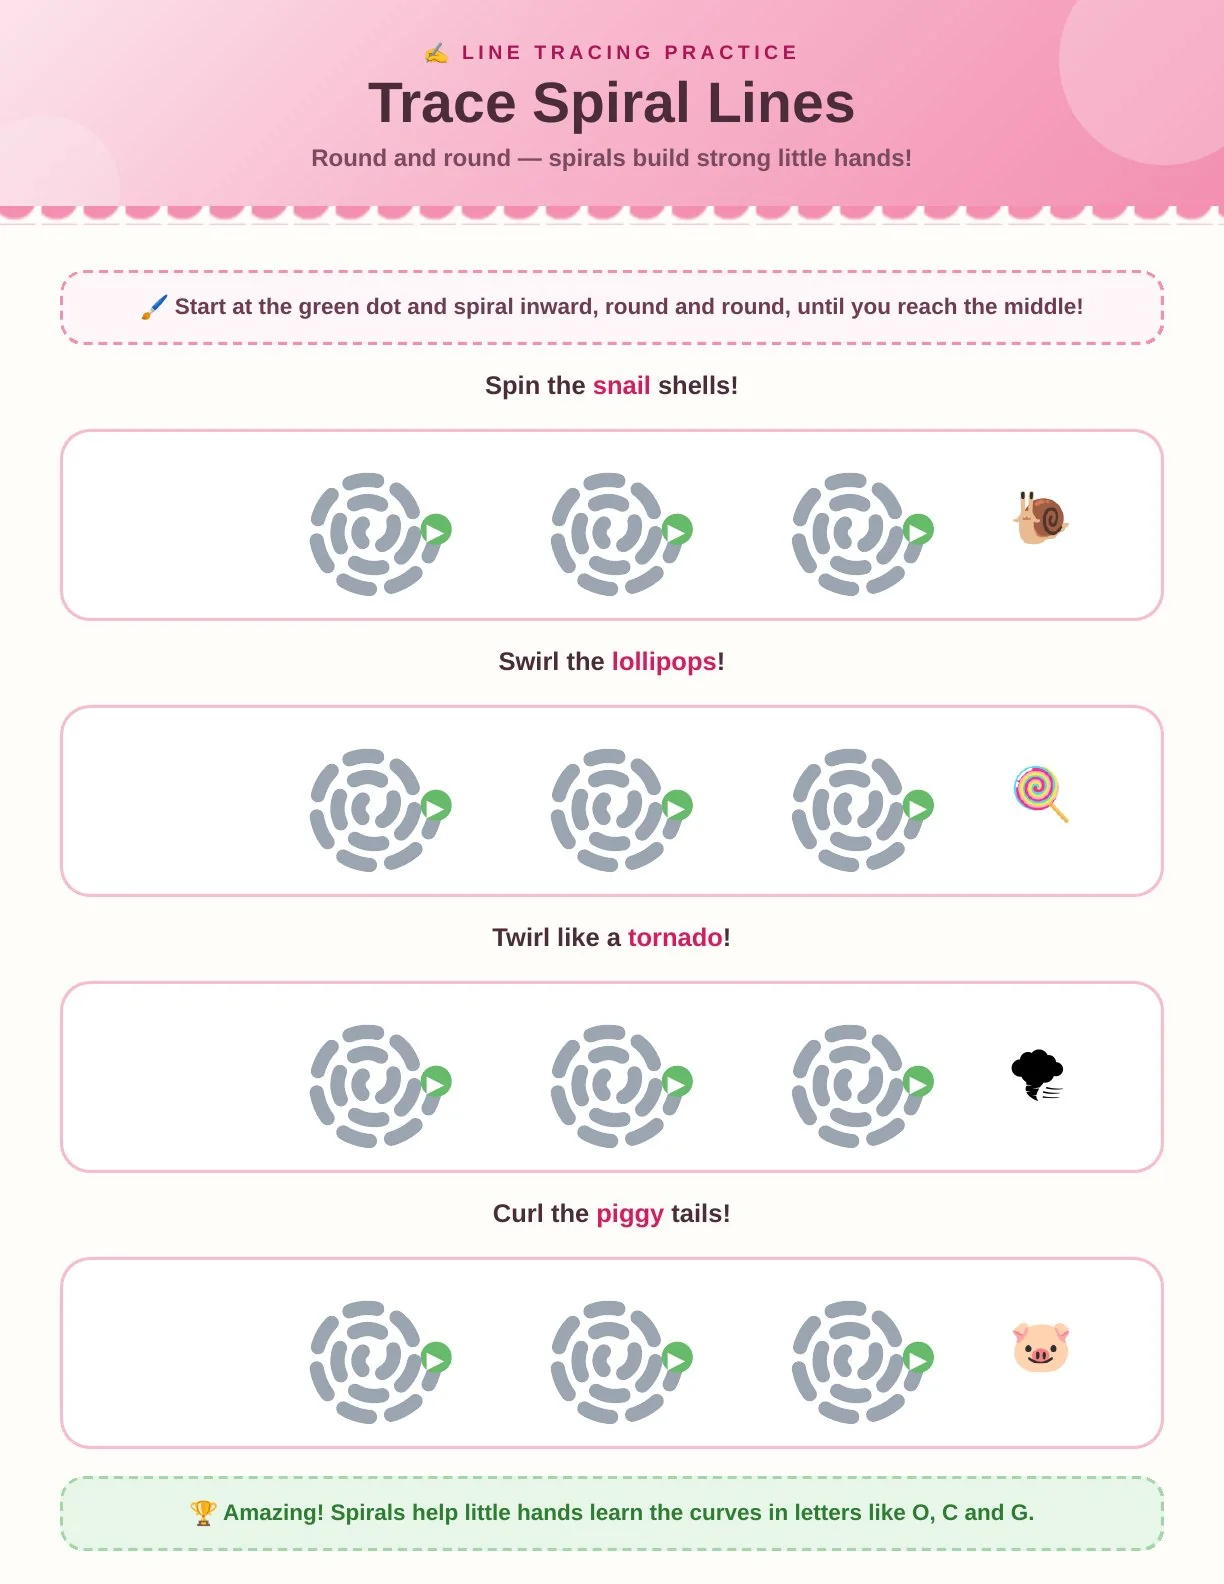 LINE TRACING PRACTICE
Trace Spiral Lines
Round and round — spirals build strong little hands!
Start at the green dot and spiral inward, round and round, until you reach the middle!
Spin the snail shells!
Swirl the lollipops!
Twirl like a tornado!
Curl the piggy tails!
Amazing! Spirals help little hands learn the curves in letters like O, C and G.